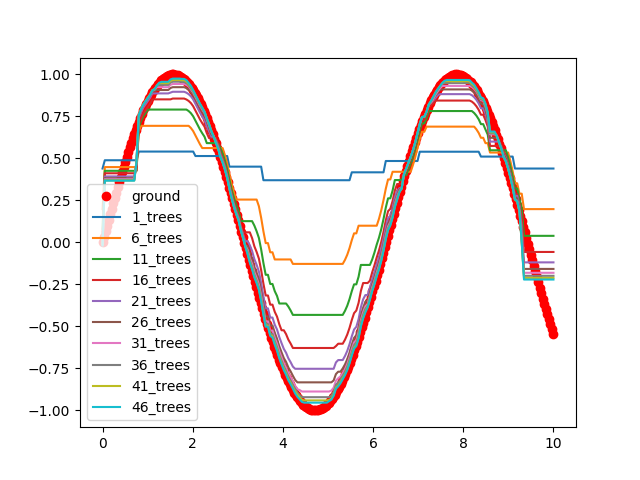 1.00
0.75
0.50
0.25
0.00
−0.25
−0.50
−0.75
−1.00
ground
1_trees
6_trees
11_trees
16_trees
21_trees
26_trees
31_trees
36_trees
41_trees
46_trees
0 2 4 6 8 10